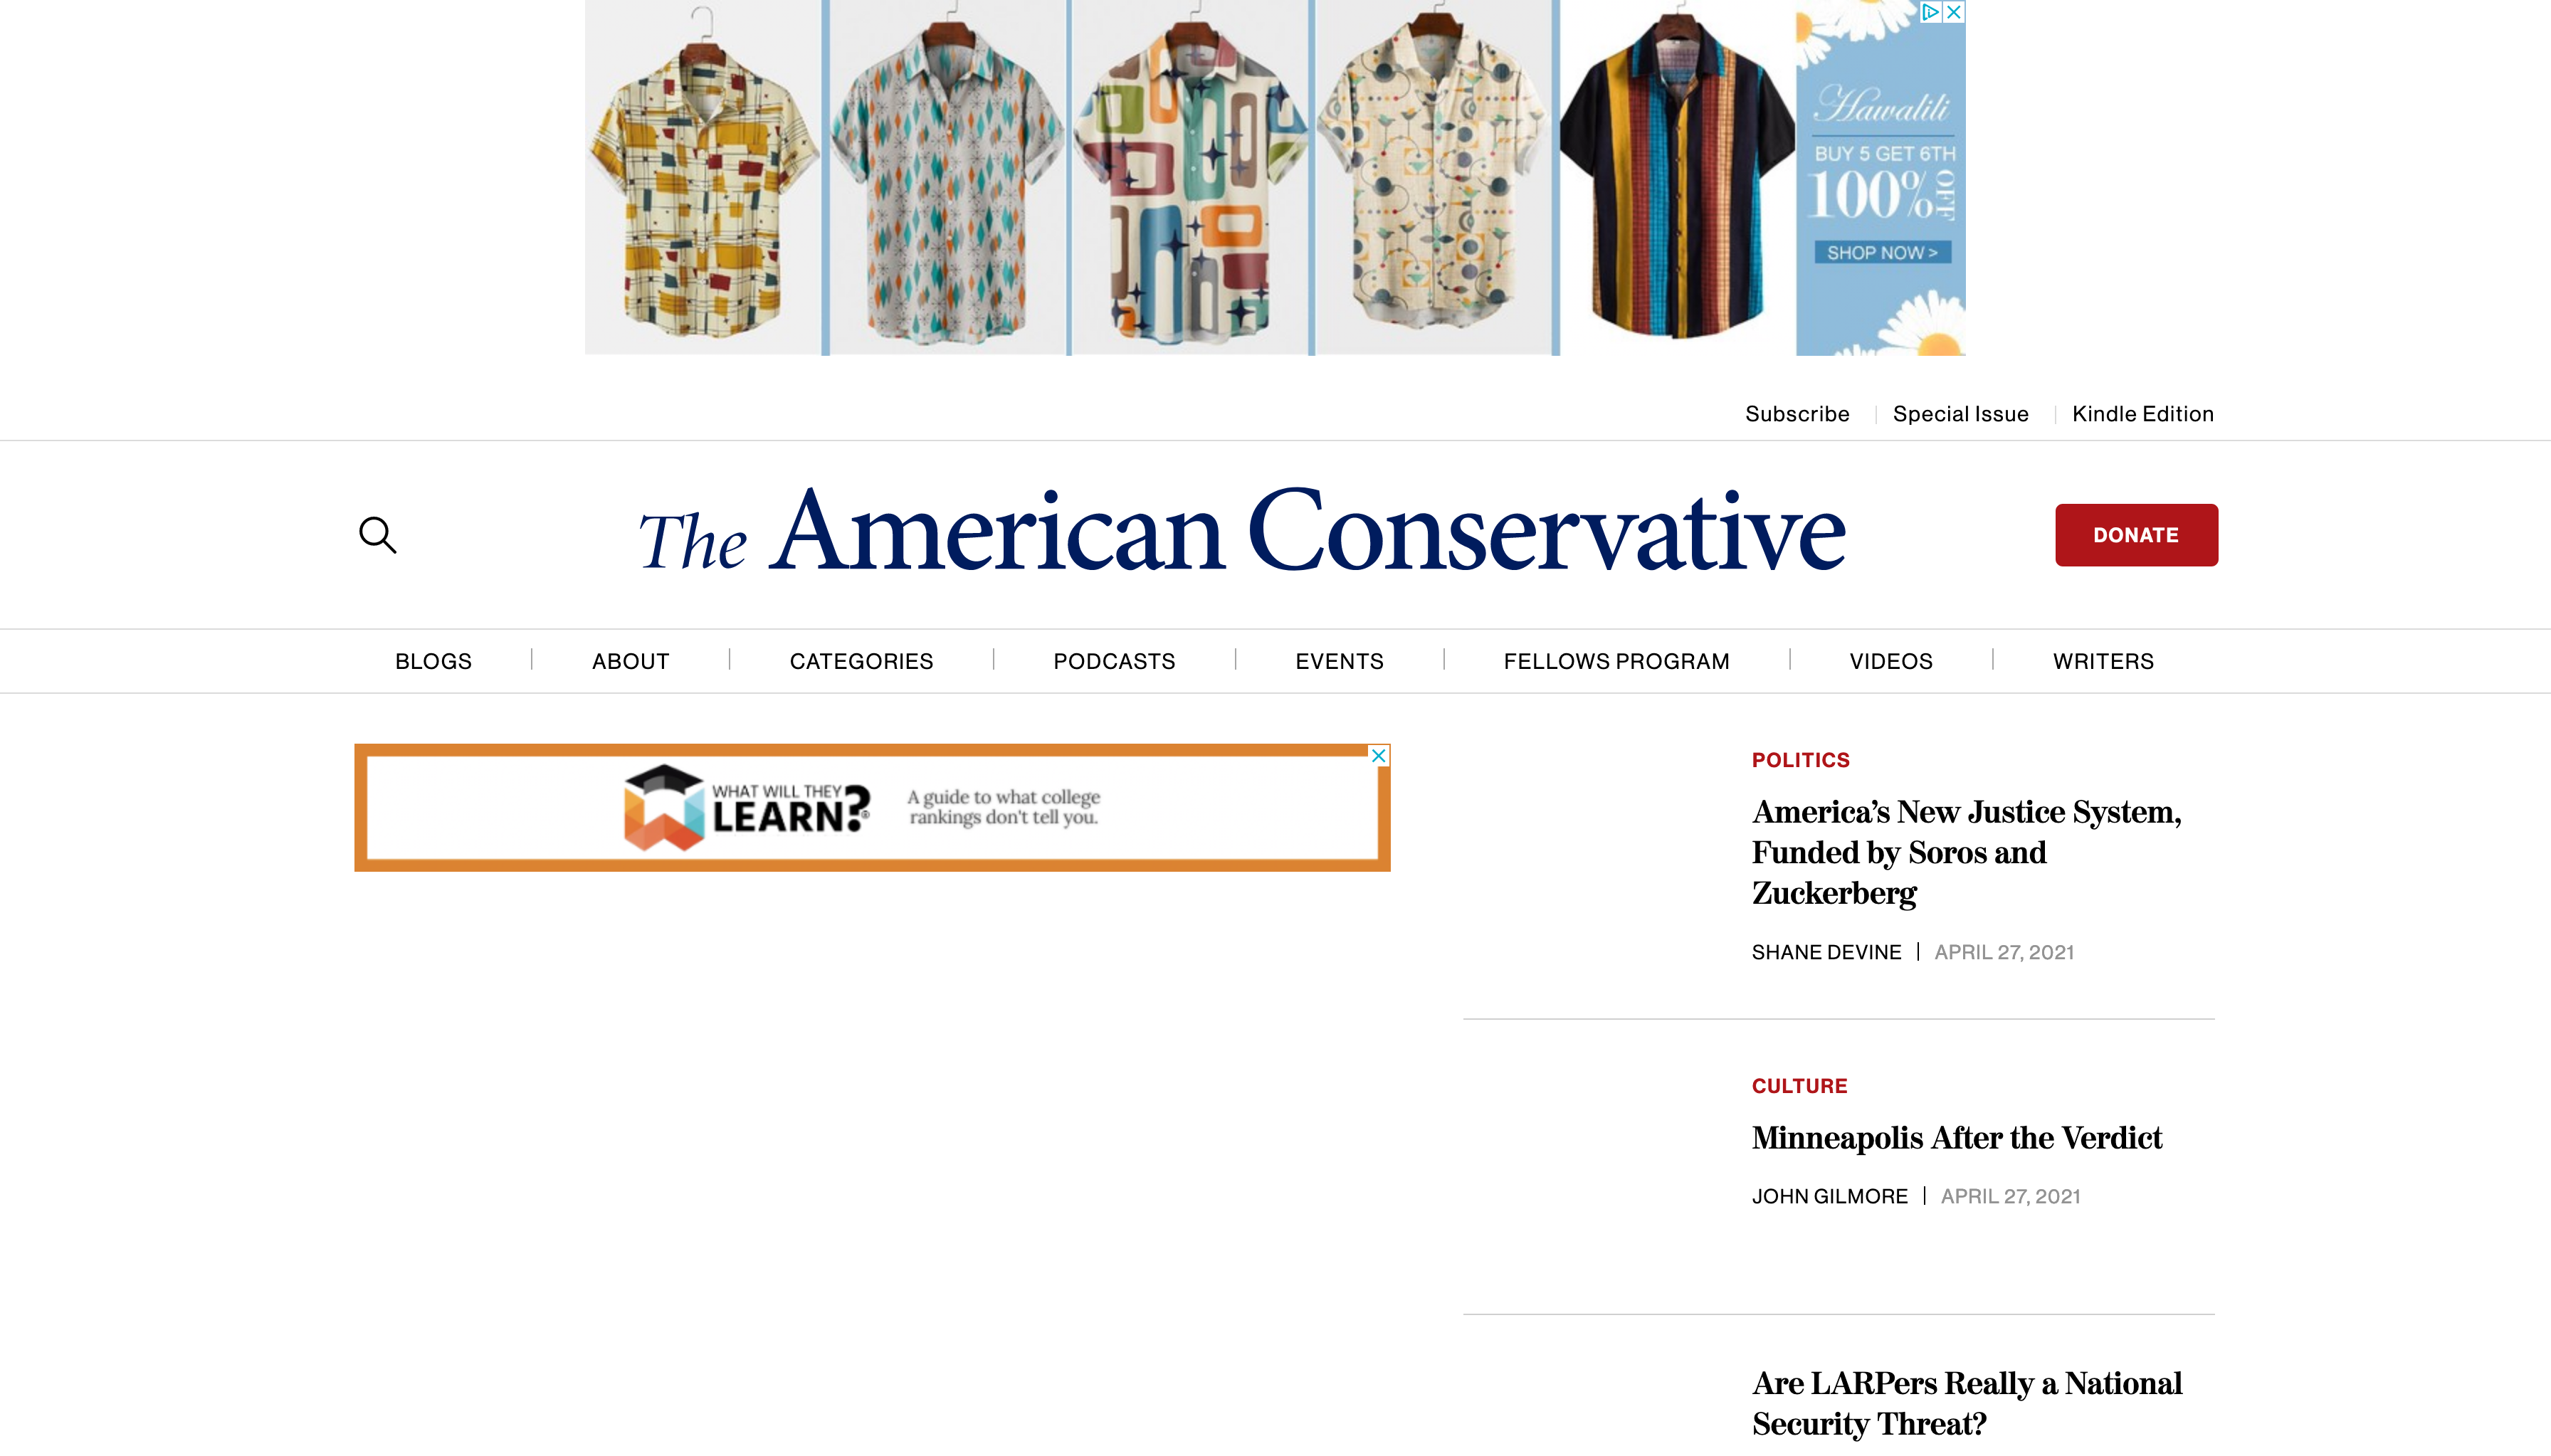 Hawalili
BUY 5 GET 6TH
100% OFF
SHOP NOW >
Subscribe
Special Issue
Kindle Edition
The American Conservative
DONATE
BLOGS
ABOUT
CATEGORIES
PODCASTS
EVENTS
FELLOWS PROGRAM
VIDEOS
WRITERS
WHAT WILL THEY
LEARN?®
A guide to what college
rankings don't tell you.
POLITICS
America’s New Justice System,
Funded by Soros and
Zuckerberg
SHANE DEVINE | APRIL 27, 2021
CULTURE
Minneapolis After the Verdict
JOHN GILMORE | APRIL 27, 2021
Are LARPers Really a National
Security Threat?